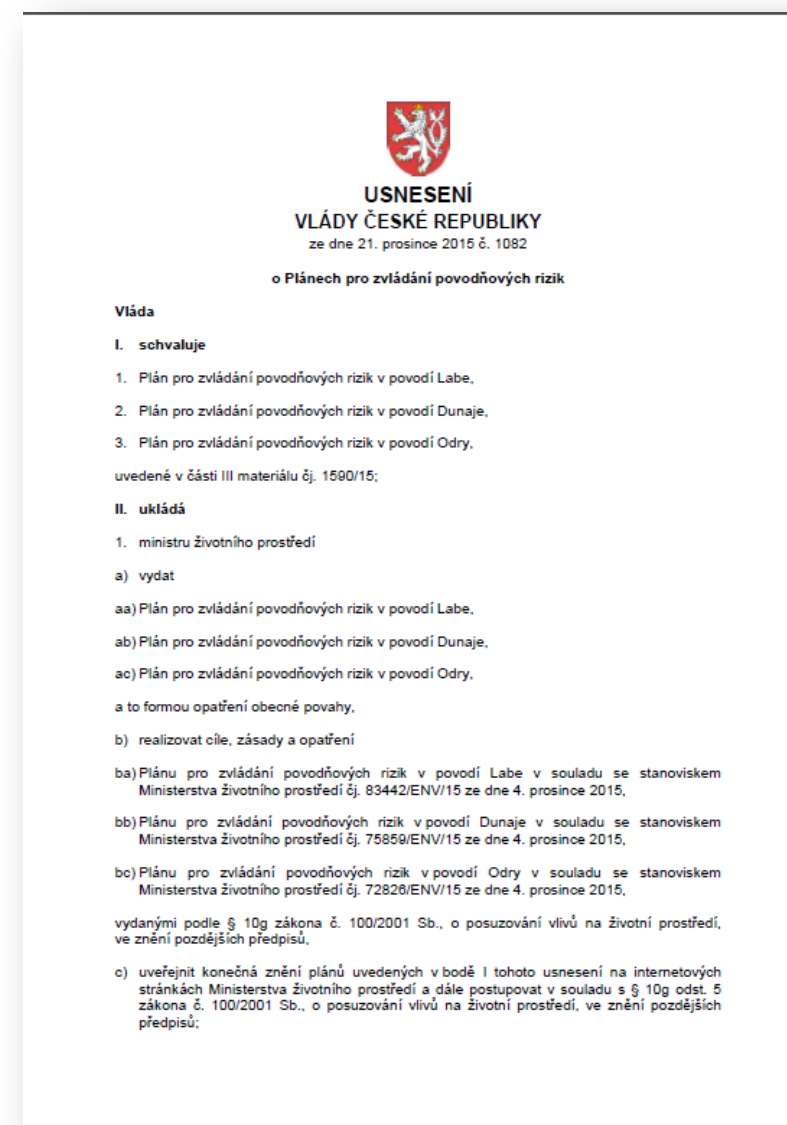 USNESENÍ
VLÁDY ČESKÉ REPUBLIKY
ze dne 21. prosince 2015 č. 1082
o Plánech pro zvládání povodňových rizik
Vláda
I. schvaluje
1. Plán pro zvládání povodňových rizik v povodí Labe,
2. Plán pro zvládání povodňových rizik v povodí Dunaje,
3. Plán pro zvládání povodňových rizik v povodí Odry,
uvedené v části III materiálu čj. 1590/15;
II. ukládá
1. ministru životního prostředí
a) vydat
aa) Plán pro zvládání povodňových rizik v povodí Labe,
ab) Plán pro zvládání povodňových rizik v povodí Dunaje,
ac) Plán pro zvládání povodňových rizik v povodí Odry,
a to formou opatření obecné povahy,
b) realizovat cíle, zásady a opatření
ba) Plánu pro zvládání povodňových rizik v povodí Labe v souladu se stanoviskem
Ministerstva životního prostředí čj. 83442/ENV/15 ze dne 4. prosince 2015,
bb) Plánu pro zvládání povodňových rizik v povodí Dunaje v souladu se stanoviskem
Ministerstva životního prostředí čj. 75859/ENV/15 ze dne 4. prosince 2015,
bc) Plánu pro zvládání povodňových rizik v povodí Odry v souladu se stanoviskem
Ministerstva životního prostředí čj. 72826/ENV/15 ze dne 4. prosince 2015,
vydanými podle § 10g zákona č. 100/2001 Sb., o posuzování vlivů na životní prostředí,
ve znění pozdějších předpisů,
c) uveřejnit konečná znění plánů uvedených v bodě I tohoto usnesení na internetových
stránkách Ministerstva životního prostředí a dále postupovat v souladu s § 10g odst. 5
zákona č. 100/2001 Sb., o posuzování vlivů na životní prostředí, ve znění pozdějších
předpisů;